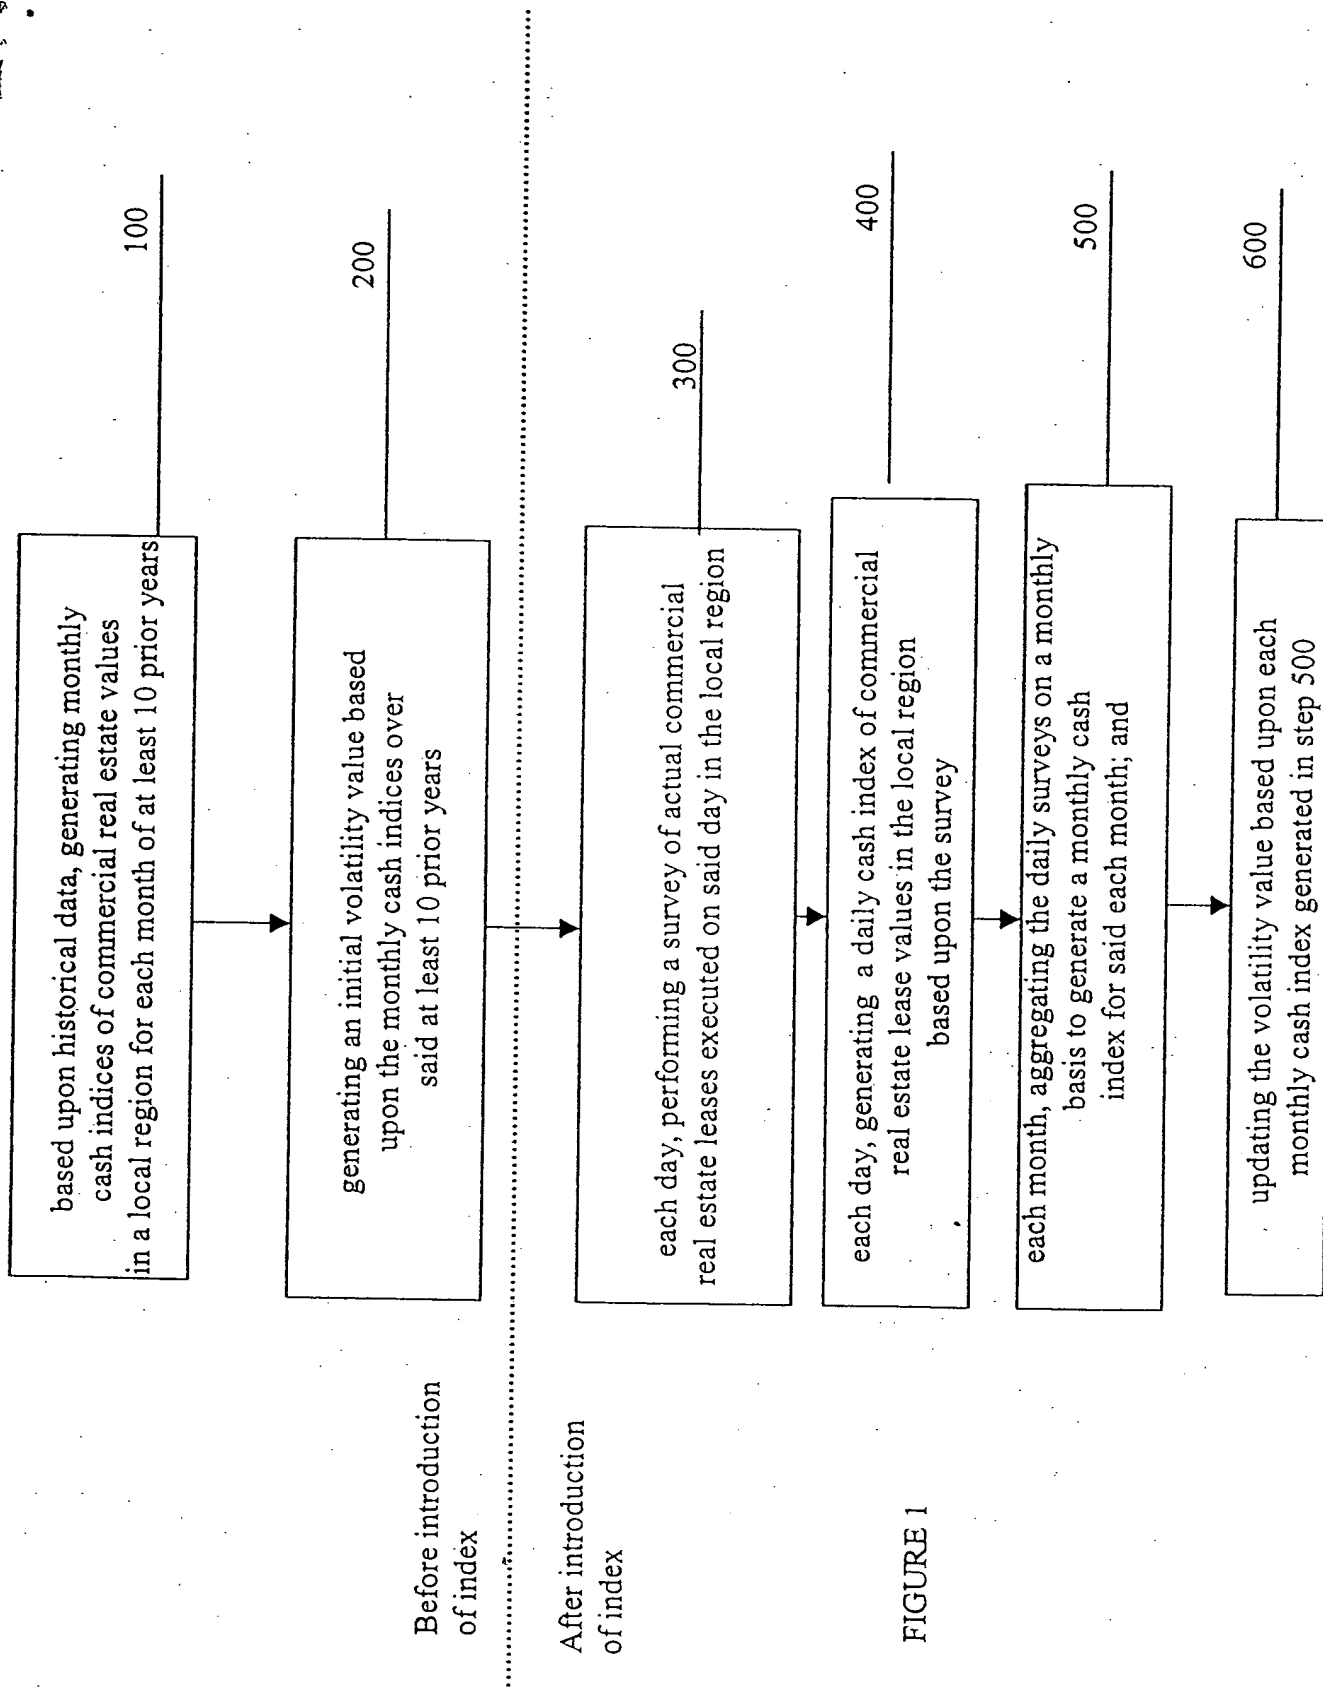 based upon historical data, generating monthly
cash indices of commercial real estate values
in a local region for each month of at least 10 prior years
100
generating an initial volatility value based
upon the monthly cash indices over
said at least 10 prior years
200
Before introduction
of index
After introduction
of index
each day, performing a survey of actual commercial
real estate leases executed on said day in the local region
300
each day, generating a daily cash index of commercial
real estate lease values in the local region
based upon the survey
400
each month, aggregating the daily surveys on a monthly
basis to generate a monthly cash
index for said each month; and
500
updating the volatility value based upon each
monthly cash index generated in step 500
600
FIGURE 1